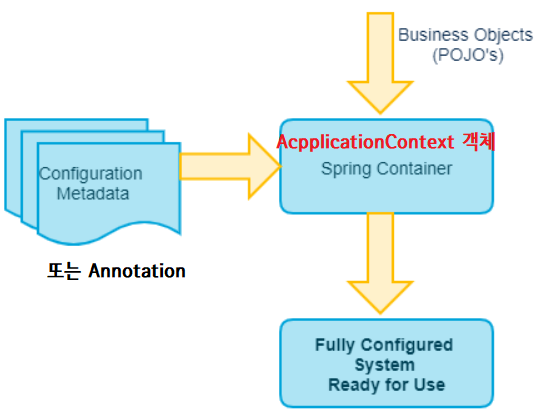 Business Objects
(POJO's)
AcpplicationContext 객체
Spring Container
Configuration
Metadata
또는 Annotation
Fully Configured
System
Ready for Use